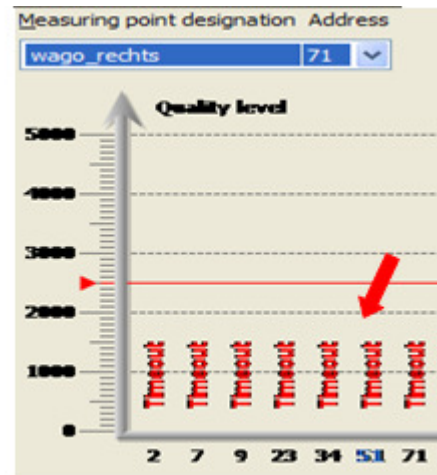 Measuring point designation Address
wago_rechts 71
Quality level
5000
4000
3000
2000
1000
0
Timeout Timeout Timeout Timeout Timeout Timeout Timeout
2 7 9 23 34 51 71